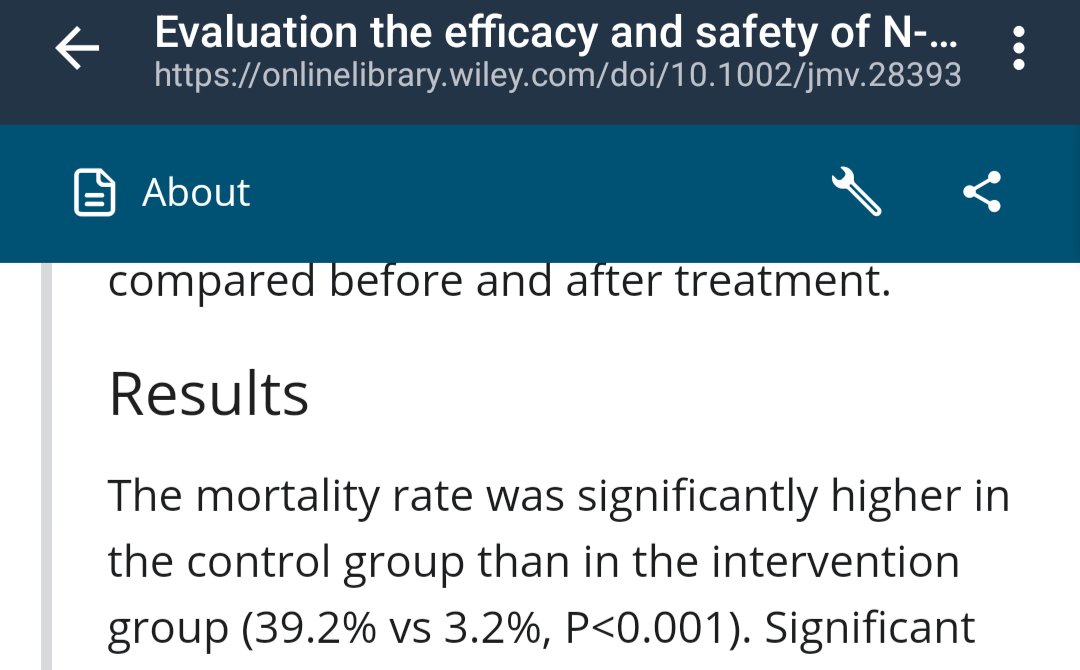 Evaluation the efficacy and safety of N-...
https://onlinelibrary.wiley.com/doi/10.1002/jmv.28393
About
compared before and after treatment.
Results
The mortality rate was significantly higher in
the control group than in the intervention
group (39.2% vs 3.2%, P<0.001). Significant